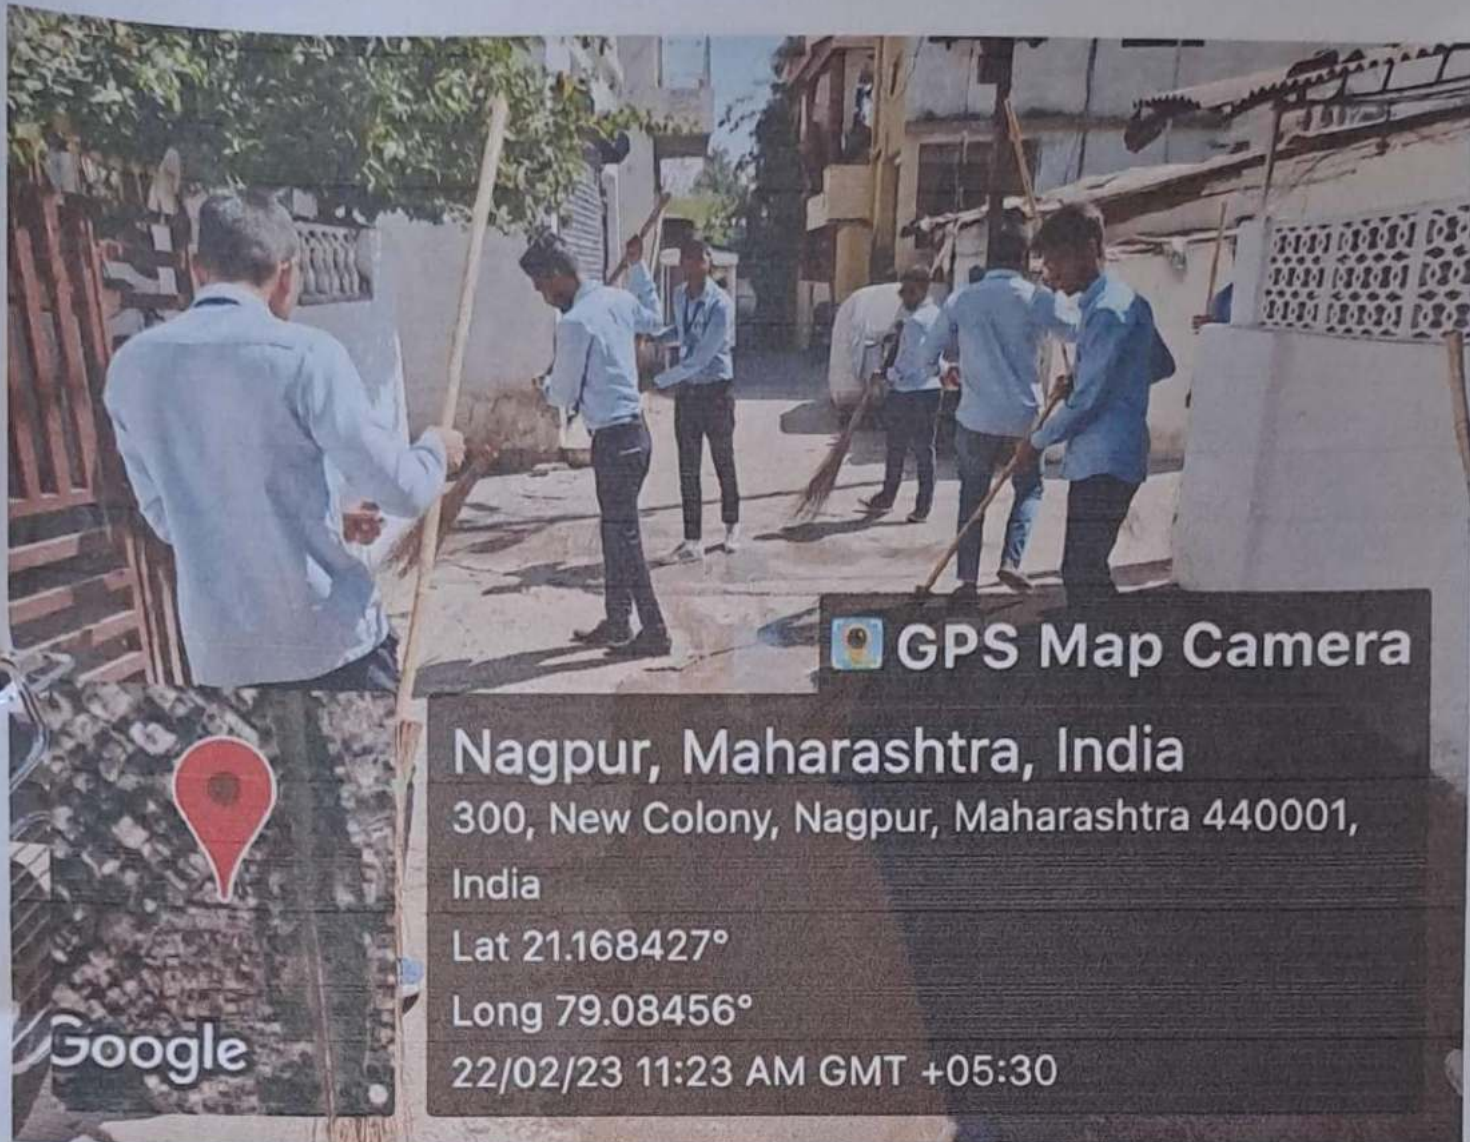 GPS Map Camera
Nagpur, Maharashtra, India
300, New Colony, Nagpur, Maharashtra 440001,
India
Lat 21.168427°
Long 79.08456°
22/02/23 11:23 AM GMT +05:30
Google